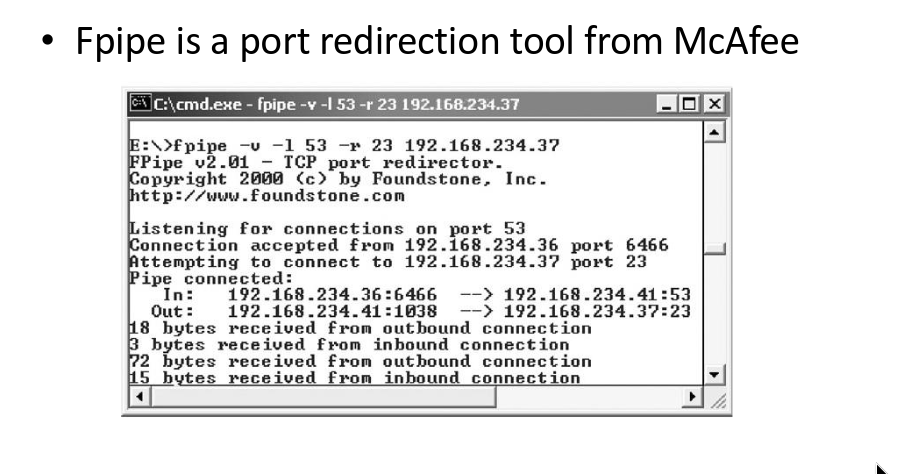 • Fpipe is a port redirection tool from McAfee
C:\cmd.exe - fpipe -v -l 53 -r 23 192.168.234.37
E:\>fpipe -v -l 53 -r 23 192.168.234.37
FPipe v2.01 - TCP port redirector.
Copyright 2000 (c) by Foundstone, Inc.
http://www.foundstone.com
Listening for connections on port 53
Connection accepted from 192.168.234.36 port 6466
Attempting to connect to 192.168.234.37 port 23
Pipe connected:
In: 192.168.234.36:6466 --> 192.168.234.41:53
Out: 192.168.234.41:1038 --> 192.168.234.37:23
18 bytes received from outbound connection
3 bytes received from inbound connection
72 bytes received from outbound connection
15 bytes received from inbound connection